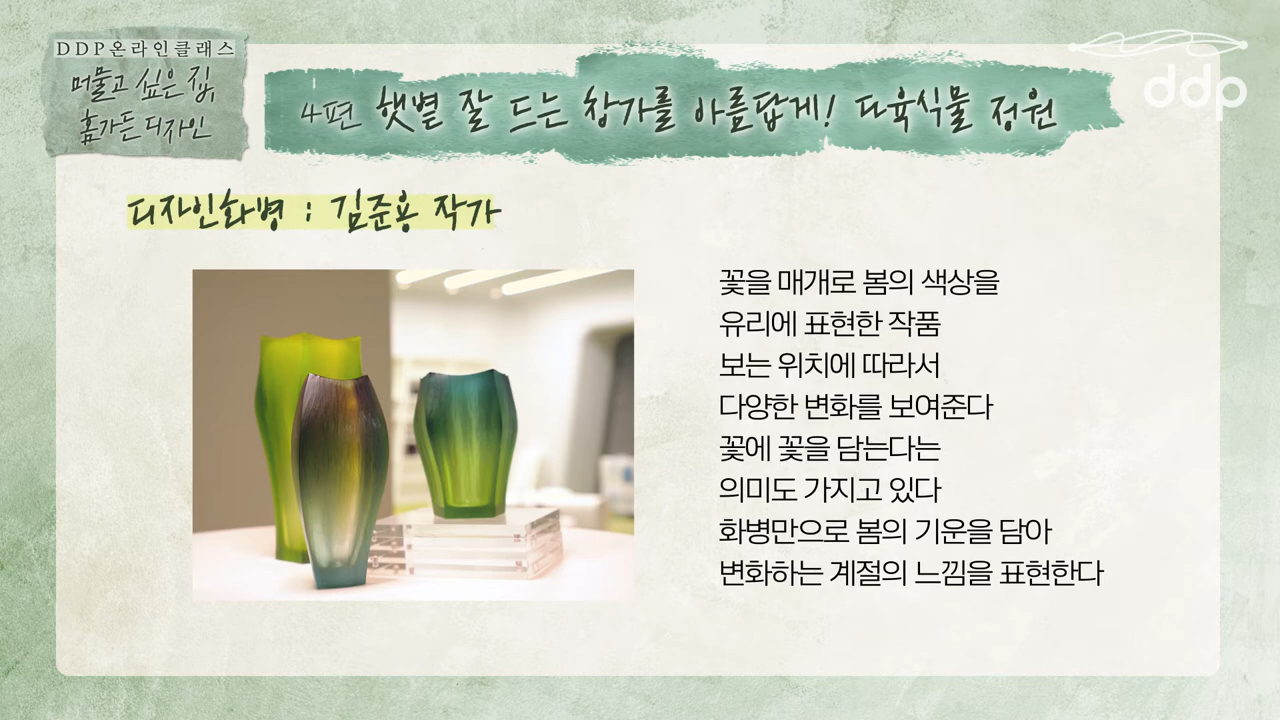 DDP온라인클래스
머물고 싶은 집,
홈가든 디자인
4편 햇볕 잘 드는 창가를 아름답게! 다육식물 정원
ddp
디자인화병 : 김준용 작가
꽃을 매개로 봄의 색상을
유리에 표현한 작품
보는 위치에 따라서
다양한 변화를 보여준다
꽃에 꽃을 담는다는
의미도 가지고 있다
화병만으로 봄의 기운을 담아
변화하는 계절의 느낌을 표현한다